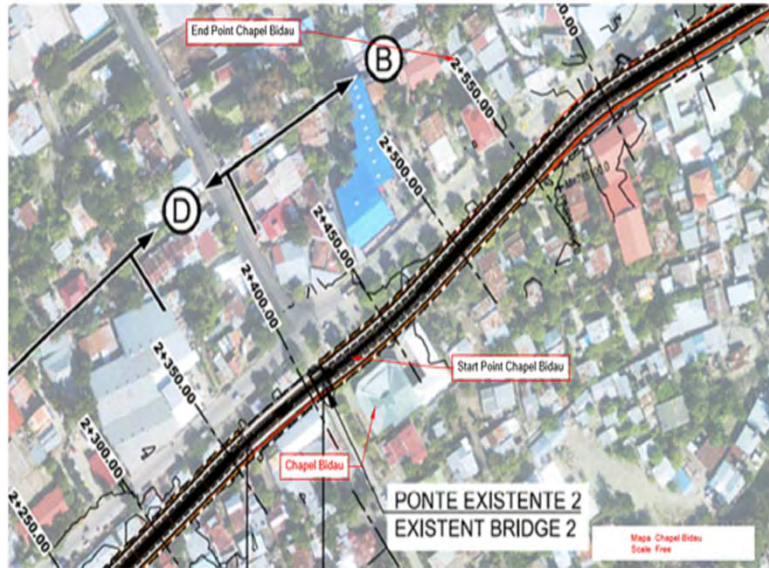 End Point Chapel Bidau
B
2+550.00
2+500.00
D
2+450.00
2+400.00
Start Point Chapel Bidau
2+350.00
Chapel Bidau
2+300.00
PONTE EXISTENTE 2
EXISTENT BRIDGE 2
2+250.00
Mapa Chapel Bidau
Scale Free